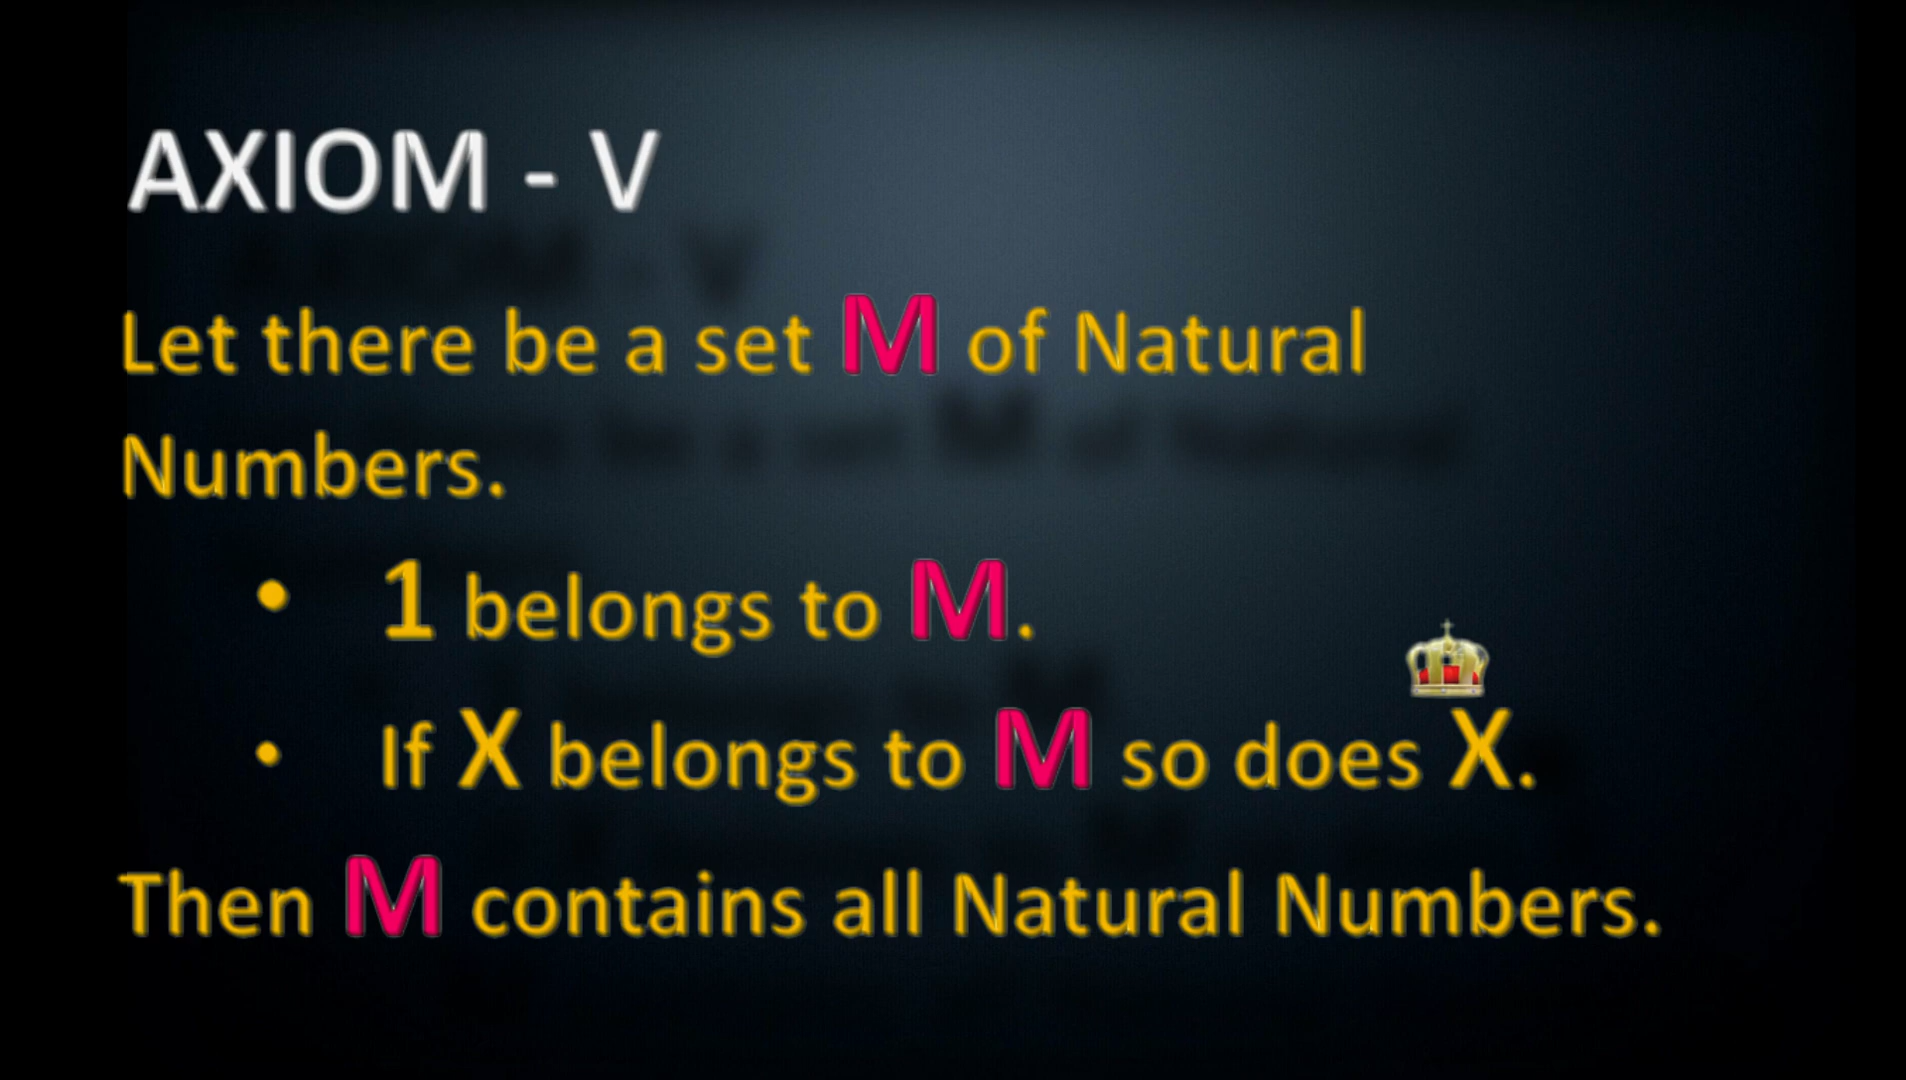 AXIOM - V
Let there be a set M of Natural
Numbers.
• 1 belongs to M.
• If X belongs to M so does X.
Then M contains all Natural Numbers.